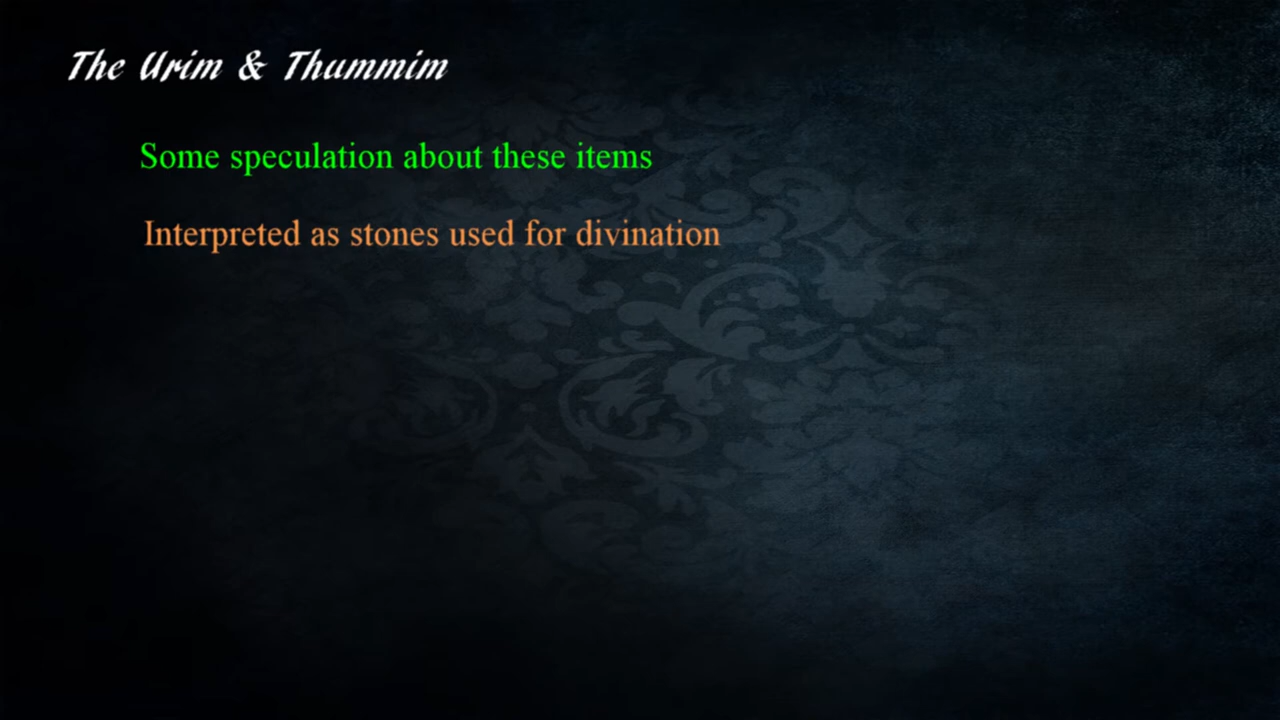 The Urim & Thummim
Some speculation about these items
Interpreted as stones used for divination